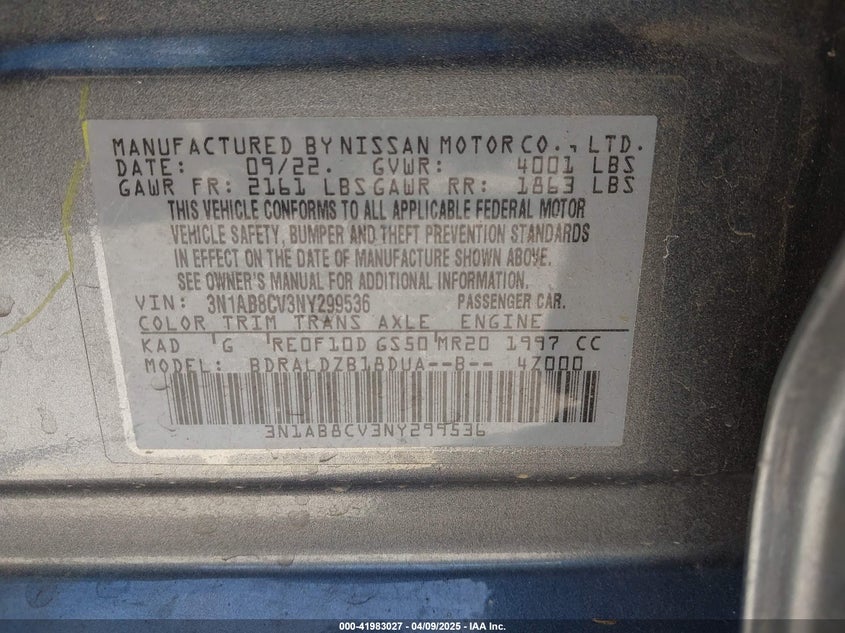 MANUFACTURED BY NISSAN MOTOR CO., LTD.
DATE: 09/22. GVWR: 4001 LBS
GAWR FR: 2161 LBS GAWR RR: 1863 LBS
THIS VEHICLE CONFORMS TO ALL APPLICABLE FEDERAL MOTOR
VEHICLE SAFETY, BUMPER AND THEFT PREVENTION STANDARDS
IN EFFECT ON THE DATE OF MANUFACTURE SHOWN ABOVE.
SEE OWNER'S MANUAL FOR ADDITIONAL INFORMATION.
VIN: 3N1AB8CV3NY299536 PASSENGER CAR.
COLOR TRIM TRANS AXLE ENGINE
KAD 'G 'RE0F10D GS50'MR20 1997 CC
MODEL: BDRALDZB18DUA--B-- 4Z000
3N1AB8CV3NY299536
000-41983027 - 04/09/2025 - IAA Inc.